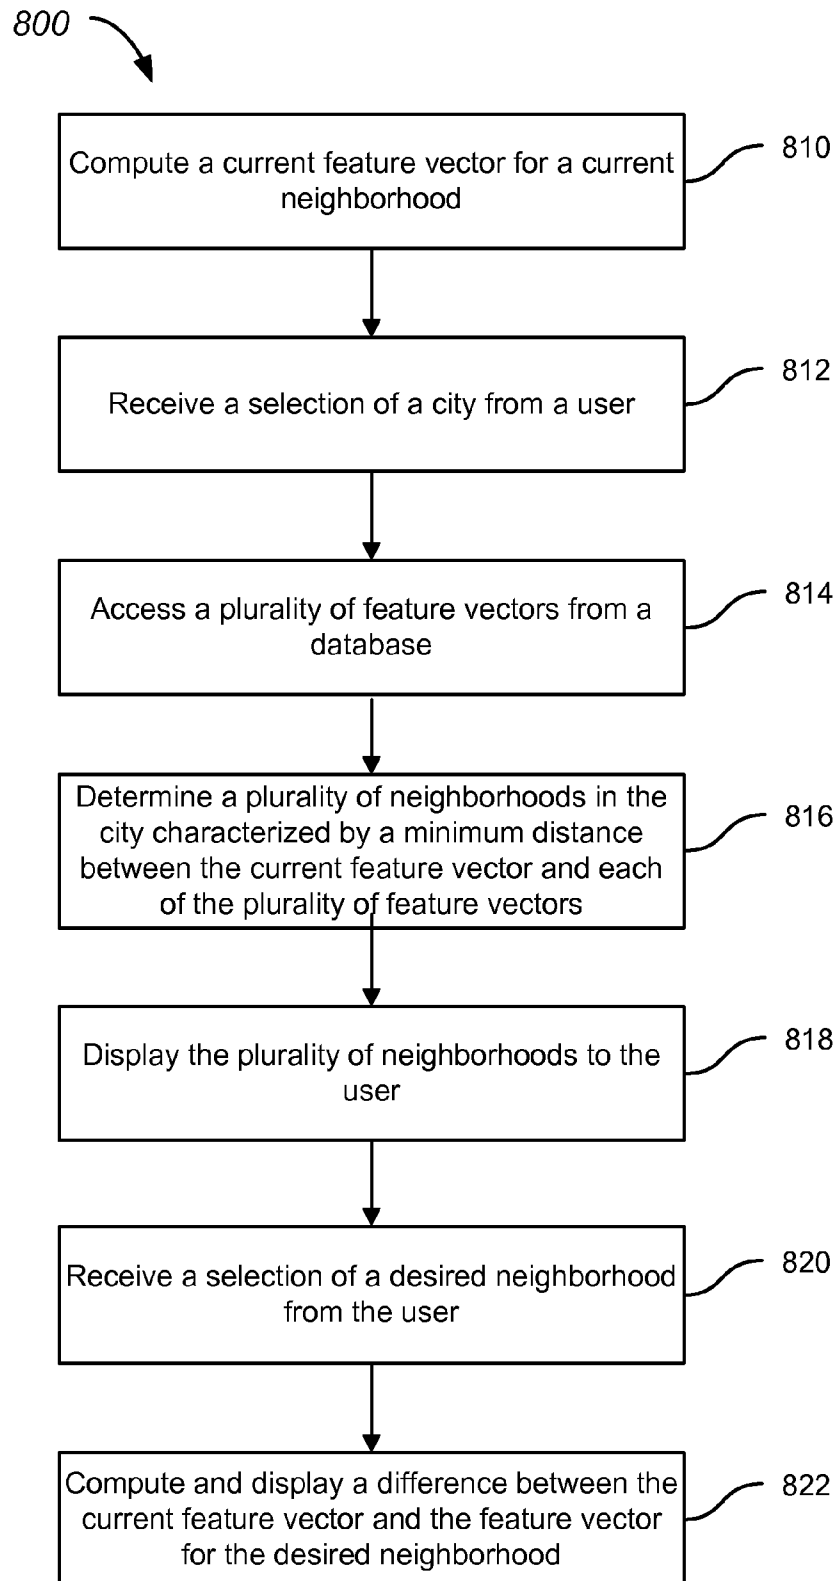 800
Compute a current feature vector for a current
neighborhood
810
Receive a selection of a city from a user
812
Access a plurality of feature vectors from a
database
814
Determine a plurality of neighborhoods in the
city characterized by a minimum distance
between the current feature vector and each
of the plurality of feature vectors
816
Display the plurality of neighborhoods to the
user
818
Receive a selection of a desired neighborhood
from the user
820
Compute and display a difference between the
current feature vector and the feature vector
for the desired neighborhood
822